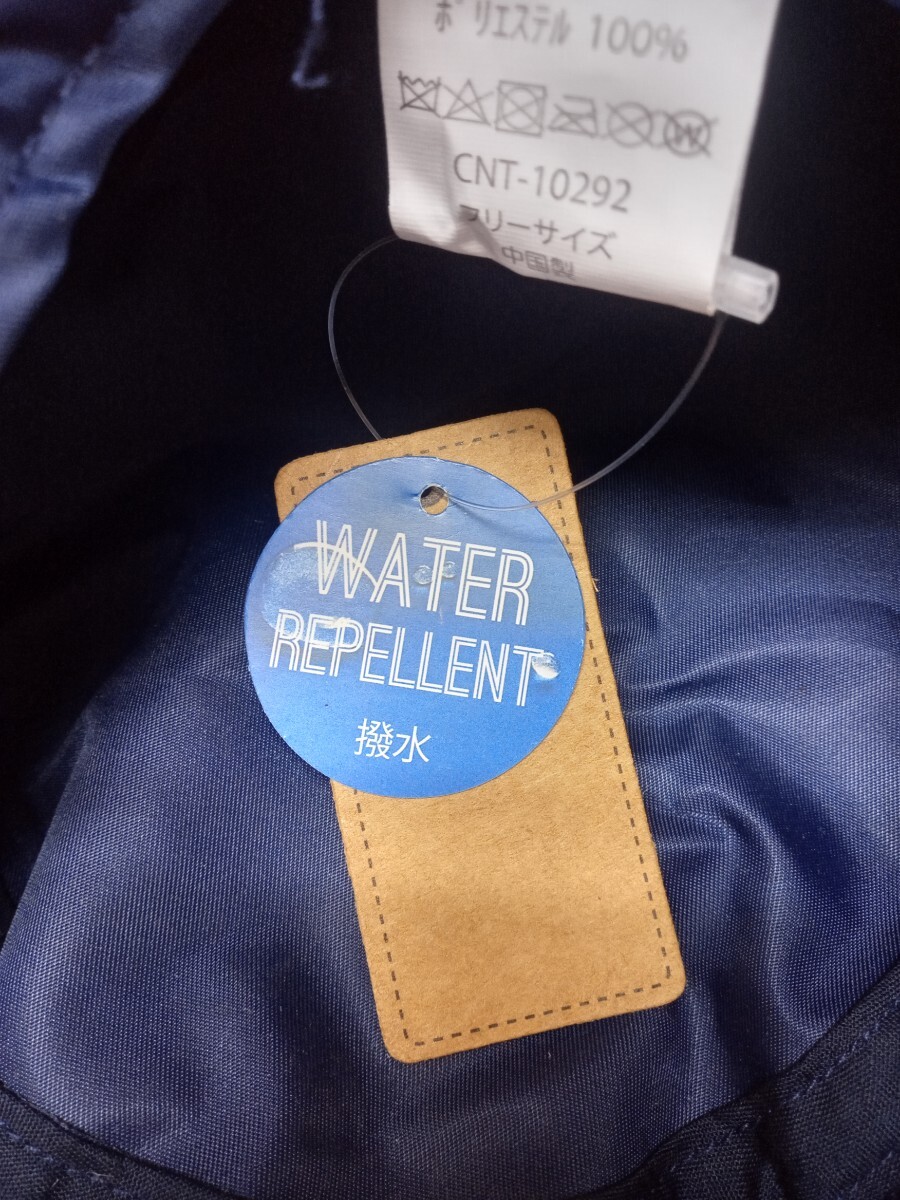 ポリエステル 100%
W
CNT-10292
フリーサイズ
中国製
WATER
REPELLENT
撥水